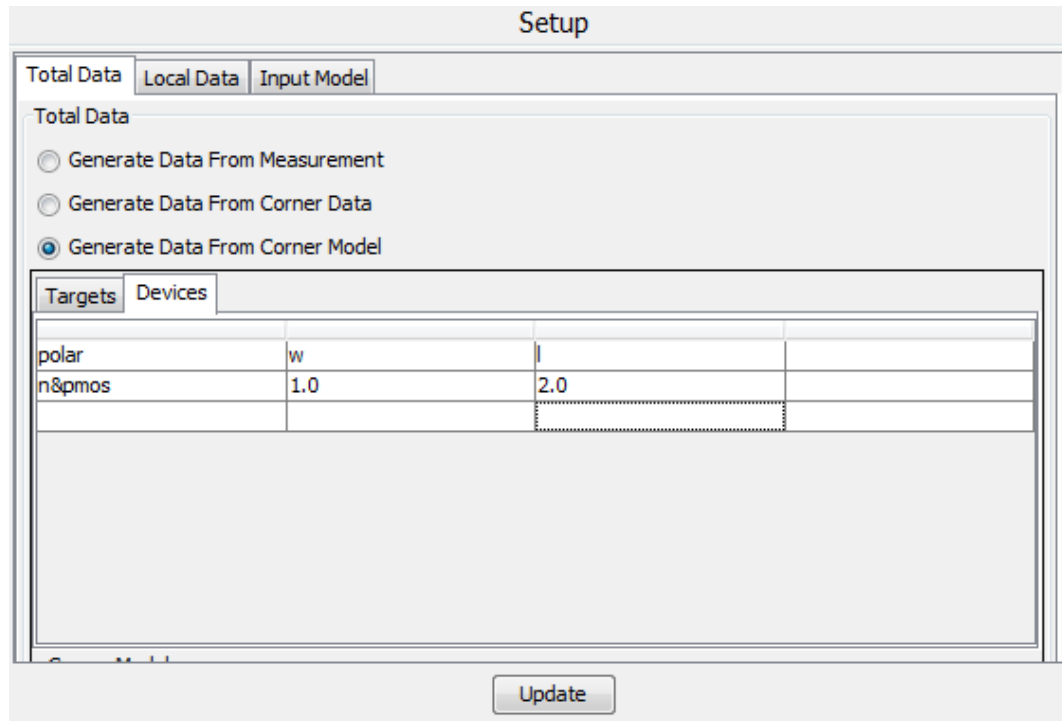 Setup
Total Data Local Data Input Model
Total Data
Generate Data From Measurement
Generate Data From Corner Data
Generate Data From Corner Model
Targets Devices
polar w l
n&pmos 1.0 2.0
Update